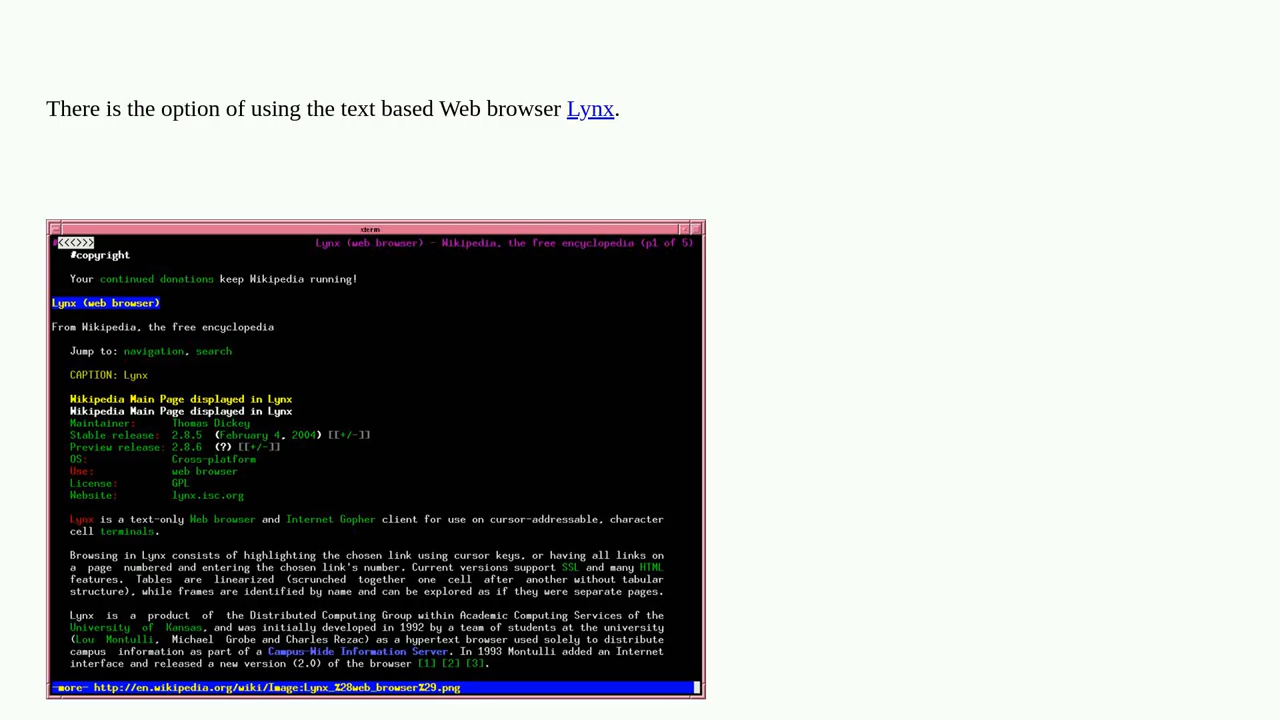 There is the option of using the text based Web browser Lynx.
xterm
#<<<>>> Lynx (web browser) - Wikipedia, the free encyclopedia (p1 of 5)
#copyright
Your continued donations keep Wikipedia running!
Lynx (web browser)
From Wikipedia, the free encyclopedia
Jump to: navigation, search
CAPTION: Lynx
Wikipedia Main Page displayed in Lynx
Wikipedia Main Page displayed in Lynx
Maintainer: Thomas Dickey
Stable release: 2.8.5 (February 4, 2004) [[+/-]]
Preview release: 2.8.6 (?) [[+/-]]
OS: Cross-platform
Use: web browser
License: GPL
Website: lynx.isc.org
Lynx is a text-only Web browser and Internet Gopher client for use on cursor-addressable, character
cell terminals.
Browsing in Lynx consists of highlighting the chosen link using cursor keys, or having all links on
a page numbered and entering the chosen link's number. Current versions support SSL and many HTML
features. Tables are linearized (scrunched together one cell after another without tabular
structure), while frames are identified by name and can be explored as if they were separate pages.
Lynx is a product of the Distributed Computing Group within Academic Computing Services of the
University of Kansas, and was initially developed in 1992 by a team of students at the university
(Lou Montulli, Michael Grobe and Charles Rezac) as a hypertext browser used solely to distribute
campus information as part of a Campus-Wide Information Server. In 1993 Montulli added an Internet
interface and released a new version (2.0) of the browser [1] [2] [3].
-more- http://en.wikipedia.org/wiki/Image:Lynx_%28web_browser%29.png